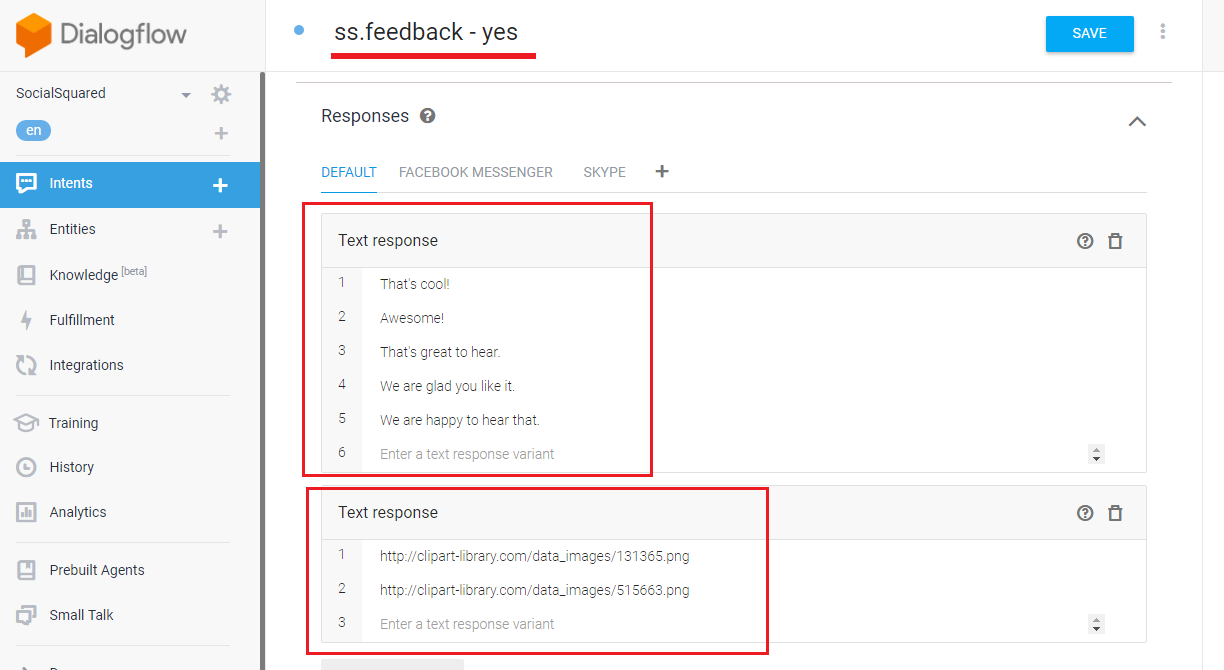 Dialogflow
ss.feedback - yes
SAVE
SocialSquared
en
Intents
Entities
Knowledge [beta]
Fulfillment
Integrations
Training
History
Analytics
Prebuilt Agents
Small Talk
Responses
DEFAULT FACEBOOK MESSENGER SKYPE
Text response
1 That's cool!
2 Awesome!
3 That's great to hear.
4 We are glad you like it.
5 We are happy to hear that.
6 Enter a text response variant
Text response
1 http://clipart-library.com/data_images/131365.png
2 http://clipart-library.com/data_images/515663.png
3 Enter a text response variant